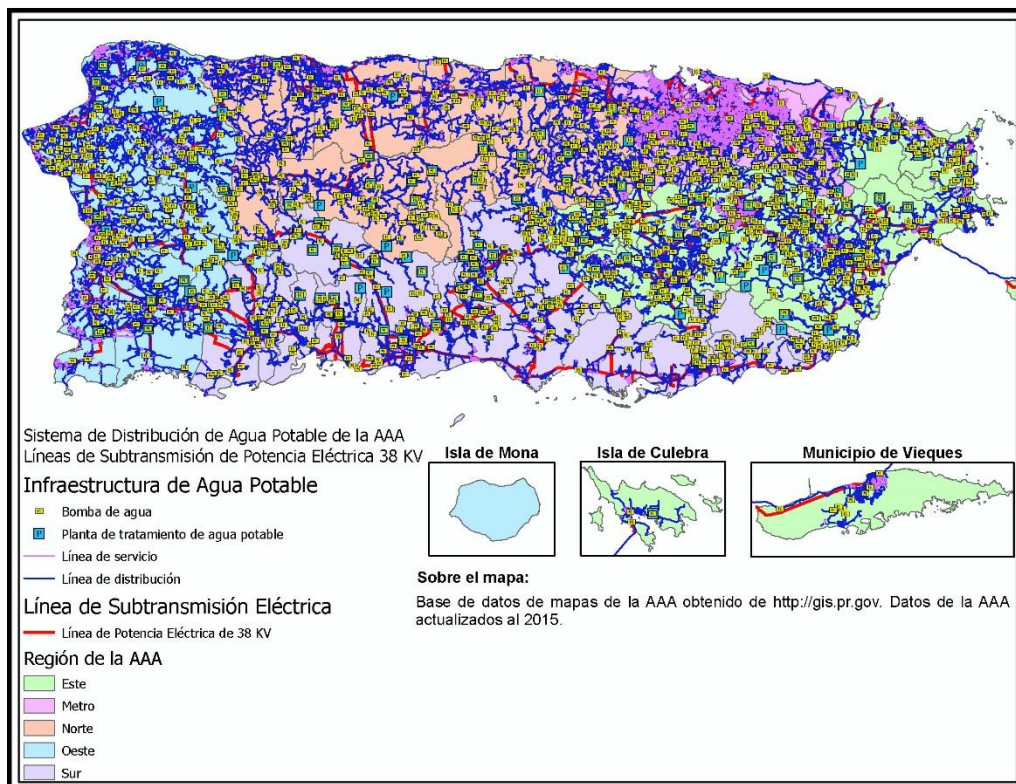 Sistema de Distribución de Agua Potable de la AAA
Líneas de Subtransmisión de Potencia Eléctrica 38 KV
Infraestructura de Agua Potable
Bomba de agua
P Planta de tratamiento de agua potable
Línea de servicio
Línea de distribución
Línea de Subtransmisión Eléctrica
Línea de Potencia Eléctrica de 38 KV
Región de la AAA
Este
Metro
Norte
Oeste
Sur
Isla de Mona
Isla de Culebra
Municipio de Vieques
Sobre el mapa:
Base de datos de mapas de la AAA obtenido de http://gis.pr.gov. Datos de la AAA
actualizados al 2015.